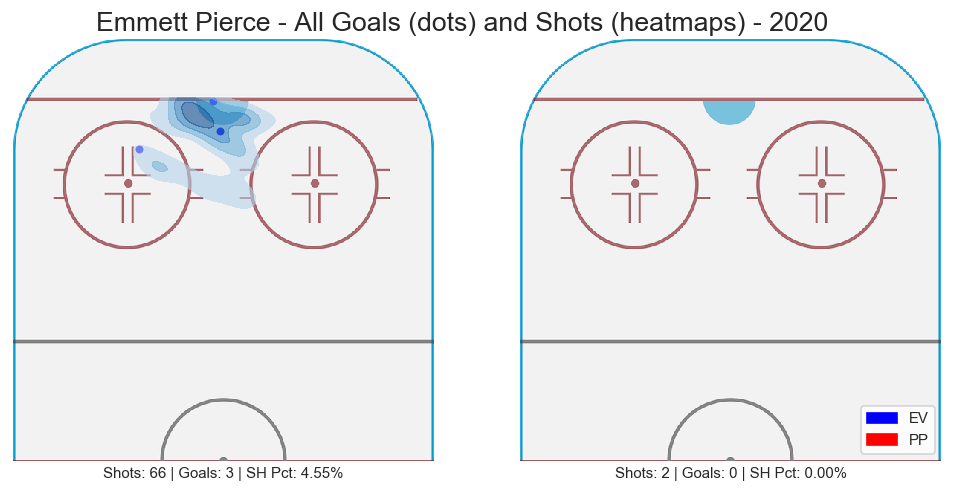 Emmett Pierce - All Goals (dots) and Shots (heatmaps) - 2020
EV
PP
Shots: 66 | Goals: 3 | SH Pct: 4.55%
Shots: 2 | Goals: 0 | SH Pct: 0.00%